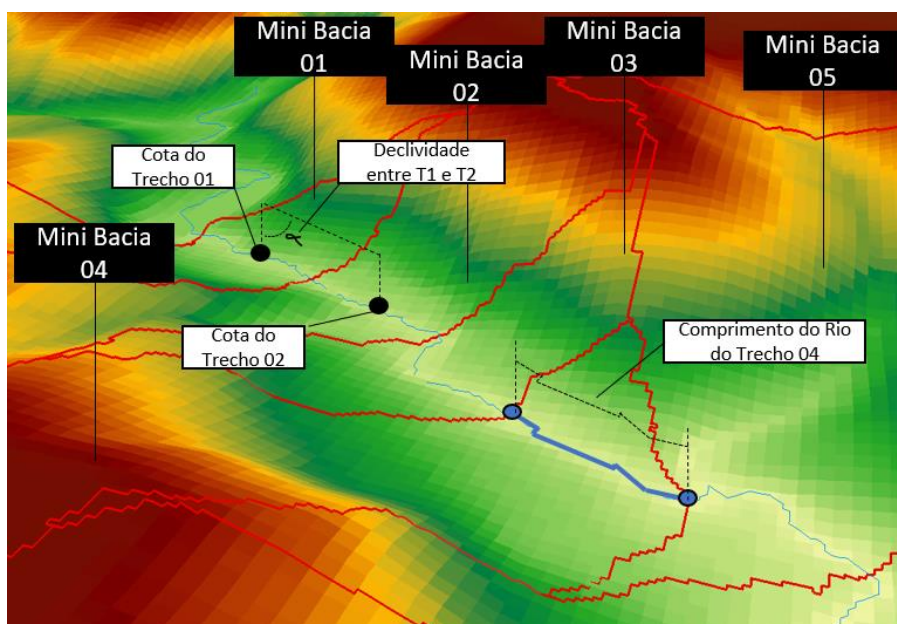 Mini Bacia
01
Mini Bacia
02
Mini Bacia
03
Mini Bacia
05
Cota do
Trecho 01
Declividade
entre T1 e T2
α
Mini Bacia
04
Cota do
Trecho 02
Comprimento do Rio
do Trecho 04